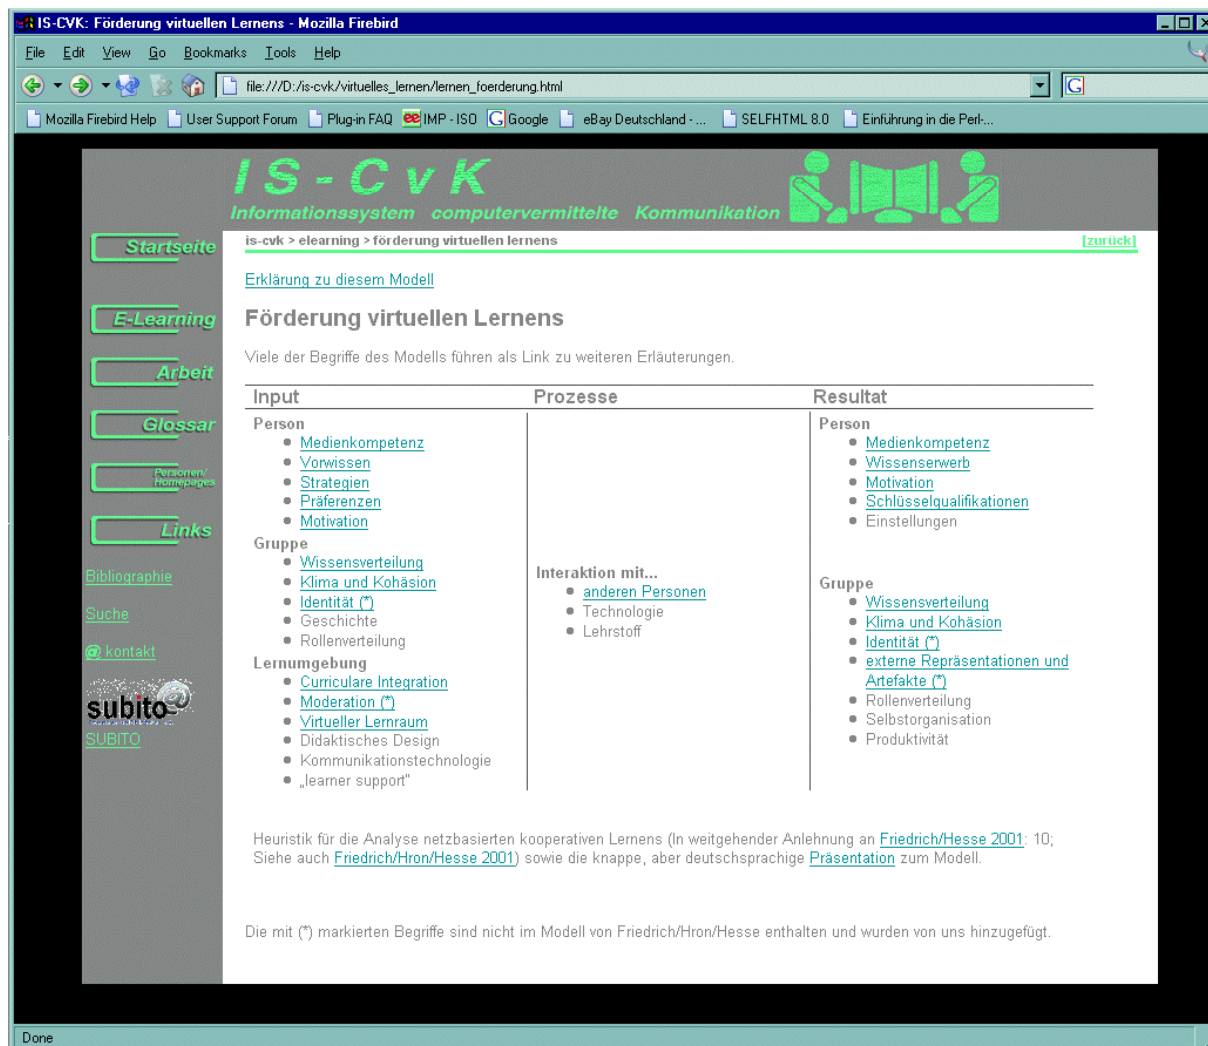 IS-CVK: Förderung virtuellen Lernens - Mozilla Firebird
File Edit View Go Bookmarks Tools Help
file:///D:/is-cvk/virtuelles_lernen/lernen_foerderung.html
Mozilla Firebird Help User Support Forum Plug-in FAQ IMP - ISO Google eBay Deutschland - ... SELFHTML 8.0 Einführung in die Perl-...
IS - CvK
Informationssystem computervermittelte Kommunikation
Startseite
E-Learning
Arbeit
Glossar
Personen/
Homepages
Links
Bibliographie
Suche
@ kontakt
subito
SUBITO
is-cvk > elearning > förderung virtuellen lernens [zurück]
Erklärung zu diesem Modell
Förderung virtuellen Lernens
Viele der Begriffe des Modells führen als Link zu weiteren Erläuterungen.
Input Prozesse Resultat
Person
Medienkompetenz
Vorwissen
Strategien
Präferenzen
Motivation
Gruppe
Wissensverteilung
Klima und Kohäsion
Identität (*)
Geschichte
Rollenverteilung
Lernumgebung
Curriculare Integration
Moderation (*)
Virtueller Lernraum
Didaktisches Design
Kommunikationstechnologie
„learner support"
Interaktion mit...
anderen Personen
Technologie
Lehrstoff
Person
Medienkompetenz
Wissenserwerb
Motivation
Schlüsselqualifikationen
Einstellungen
Gruppe
Wissensverteilung
Klima und Kohäsion
Identität (*)
externe Repräsentationen und
Artefakte (*)
Rollenverteilung
Selbstorganisation
Produktivität
Heuristik für die Analyse netzbasierten kooperativen Lernens (In weitgehender Anlehnung an Friedrich/Hesse 2001: 10;
Siehe auch Friedrich/Hron/Hesse 2001) sowie die knappe, aber deutschsprachige Präsentation zum Modell.
Die mit (*) markierten Begriffe sind nicht im Modell von Friedrich/Hron/Hesse enthalten und wurden von uns hinzugefügt.
Done